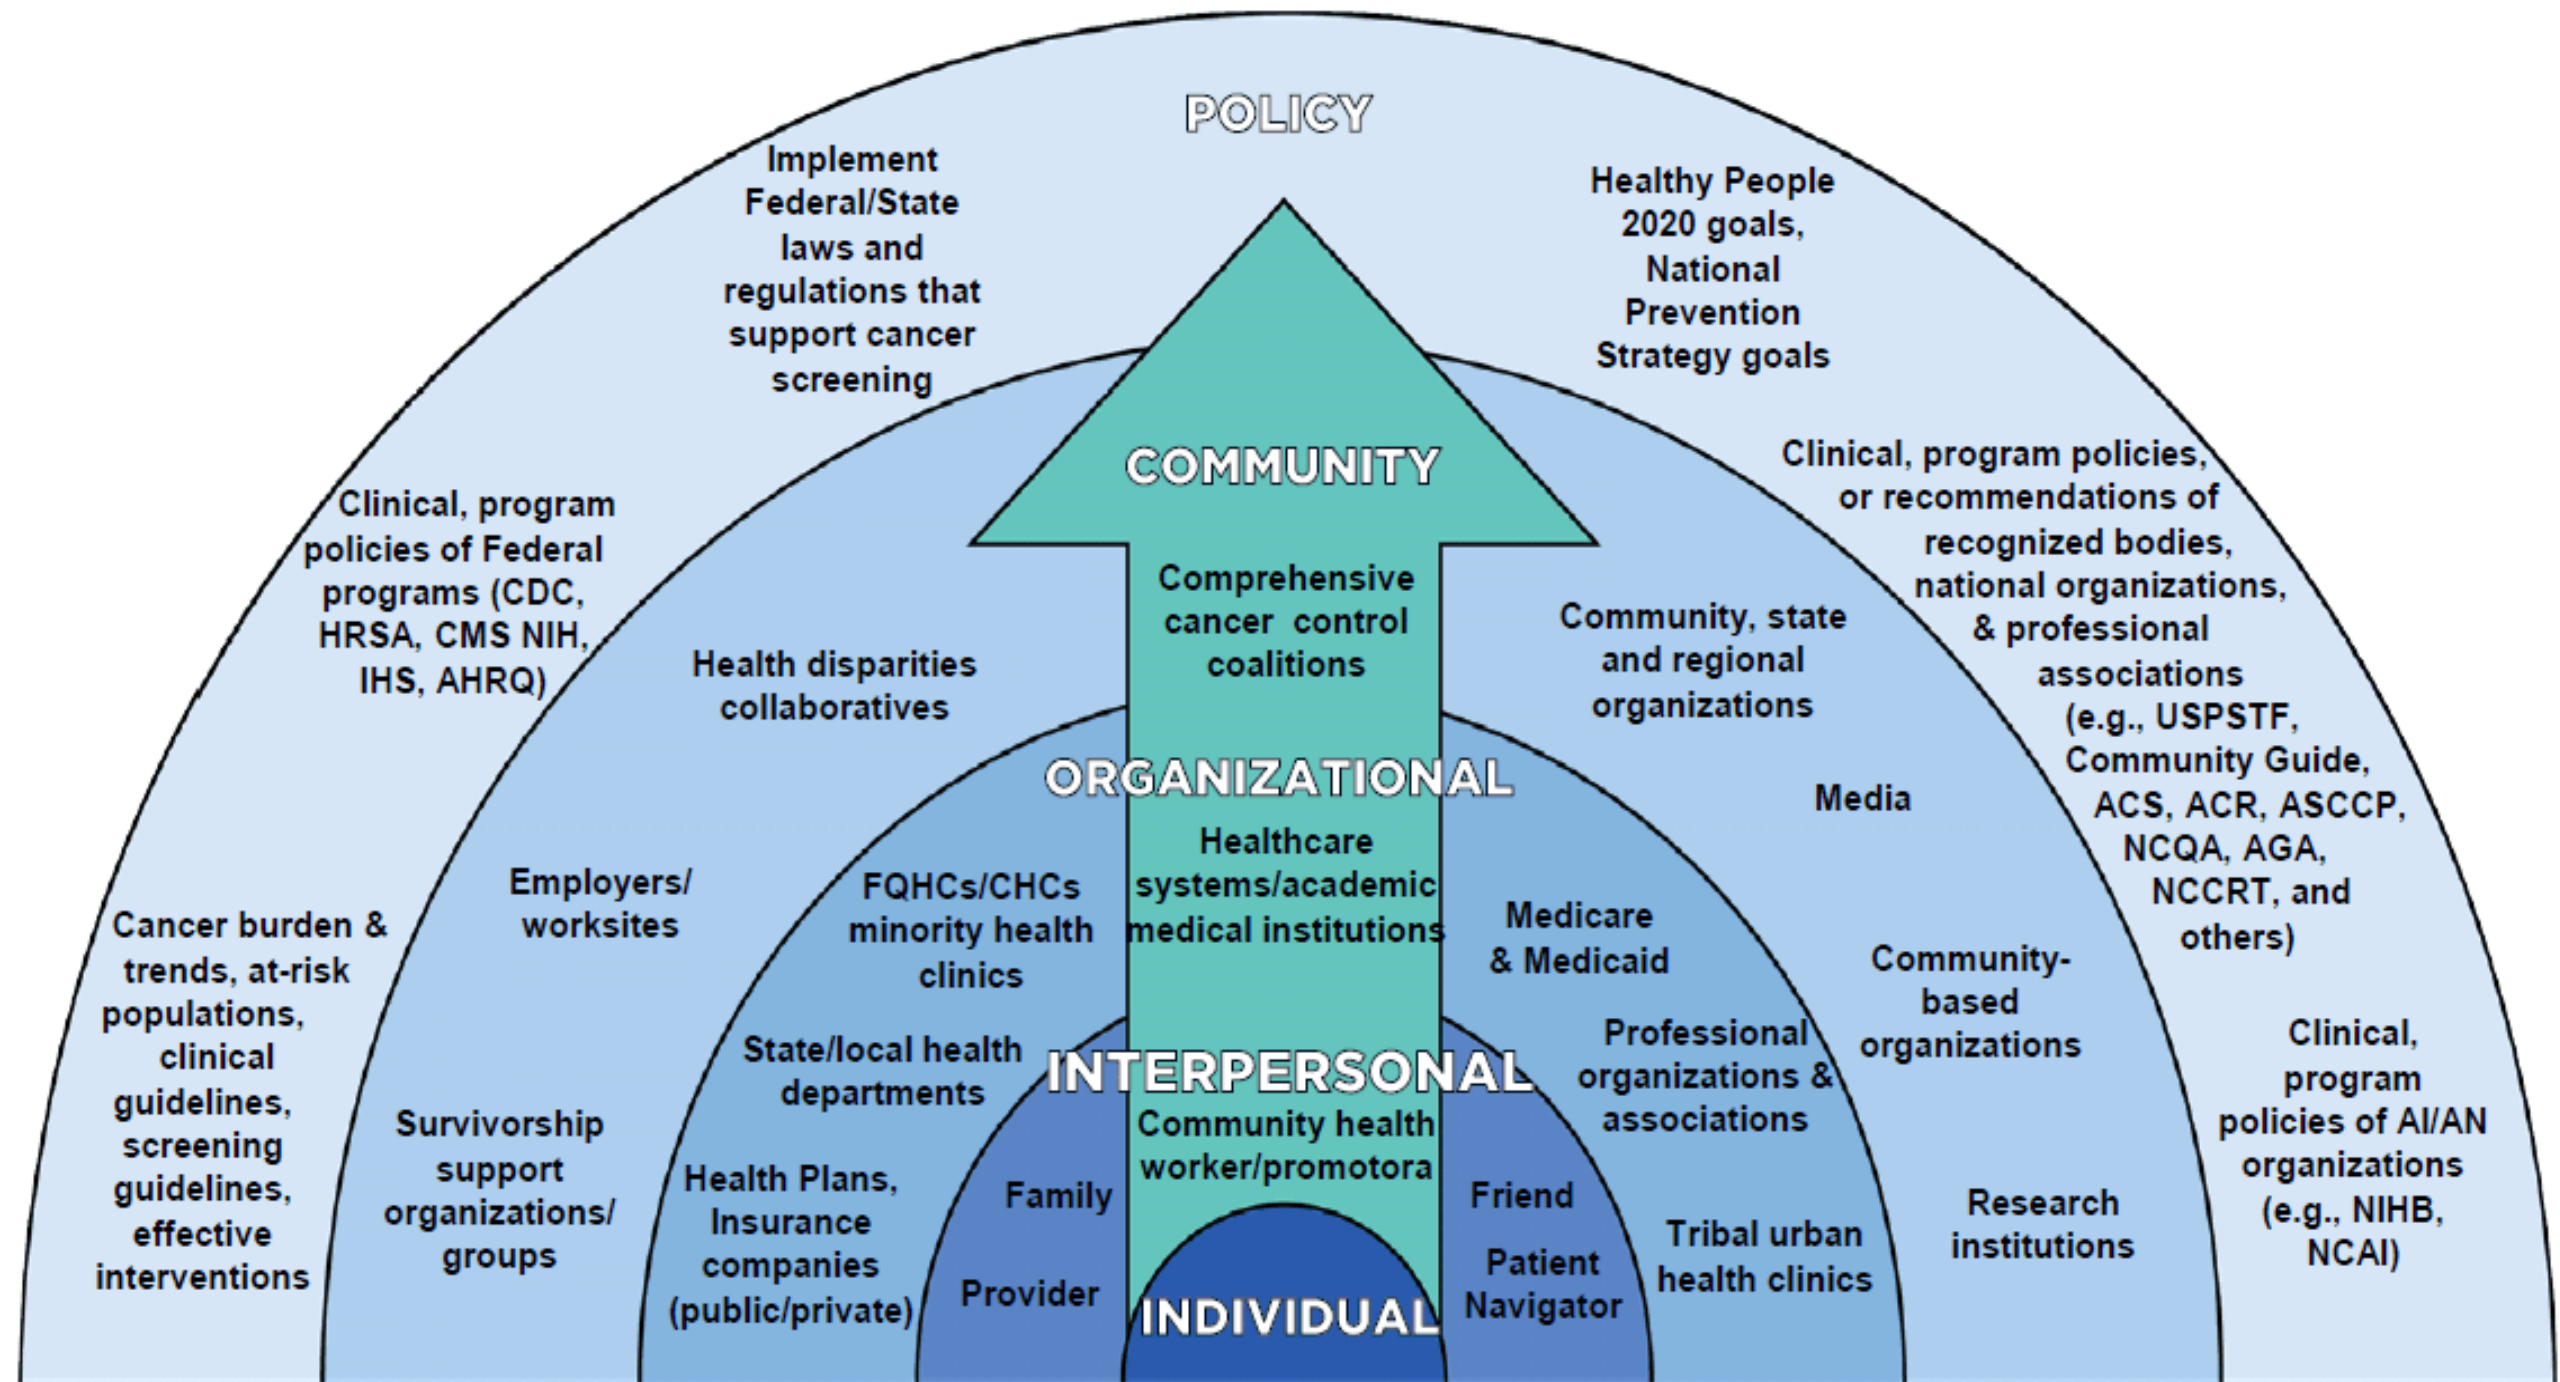 POLICY
Implement
Federal/State
laws and
regulations that
support cancer
screening
Healthy People
2020 goals,
National
Prevention
Strategy goals
Clinical, program
policies of Federal
programs (CDC,
HRSA, CMS NIH,
IHS, AHRQ)
Clinical, program policies,
or recommendations of
recognized bodies,
national organizations,
& professional
associations
(e.g., USPSTF,
Community Guide,
ACS, ACR, ASCCP,
NCQA, AGA,
NCCRT, and
others)
Cancer burden &
trends, at-risk
populations,
clinical
guidelines,
screening
guidelines,
effective
interventions
Clinical,
program
policies of AI/AN
organizations
(e.g., NIHB,
NCAI)
COMMUNITY
Comprehensive
cancer control
coalitions
Health disparities
collaboratives
Community, state
and regional
organizations
Media
Employers/
worksites
Community-
based
organizations
Survivorship
support
organizations/
groups
Research
institutions
ORGANIZATIONAL
Healthcare
systems/academic
medical institutions
FQHCs/CHCs
minority health
clinics
Medicare
& Medicaid
State/local health
departments
Professional
organizations &
associations
Health Plans,
Insurance
companies
(public/private)
Tribal urban
health clinics
INTERPERSONAL
Community health
worker/promotora
Family
Friend
Provider
Patient
Navigator
INDIVIDUAL